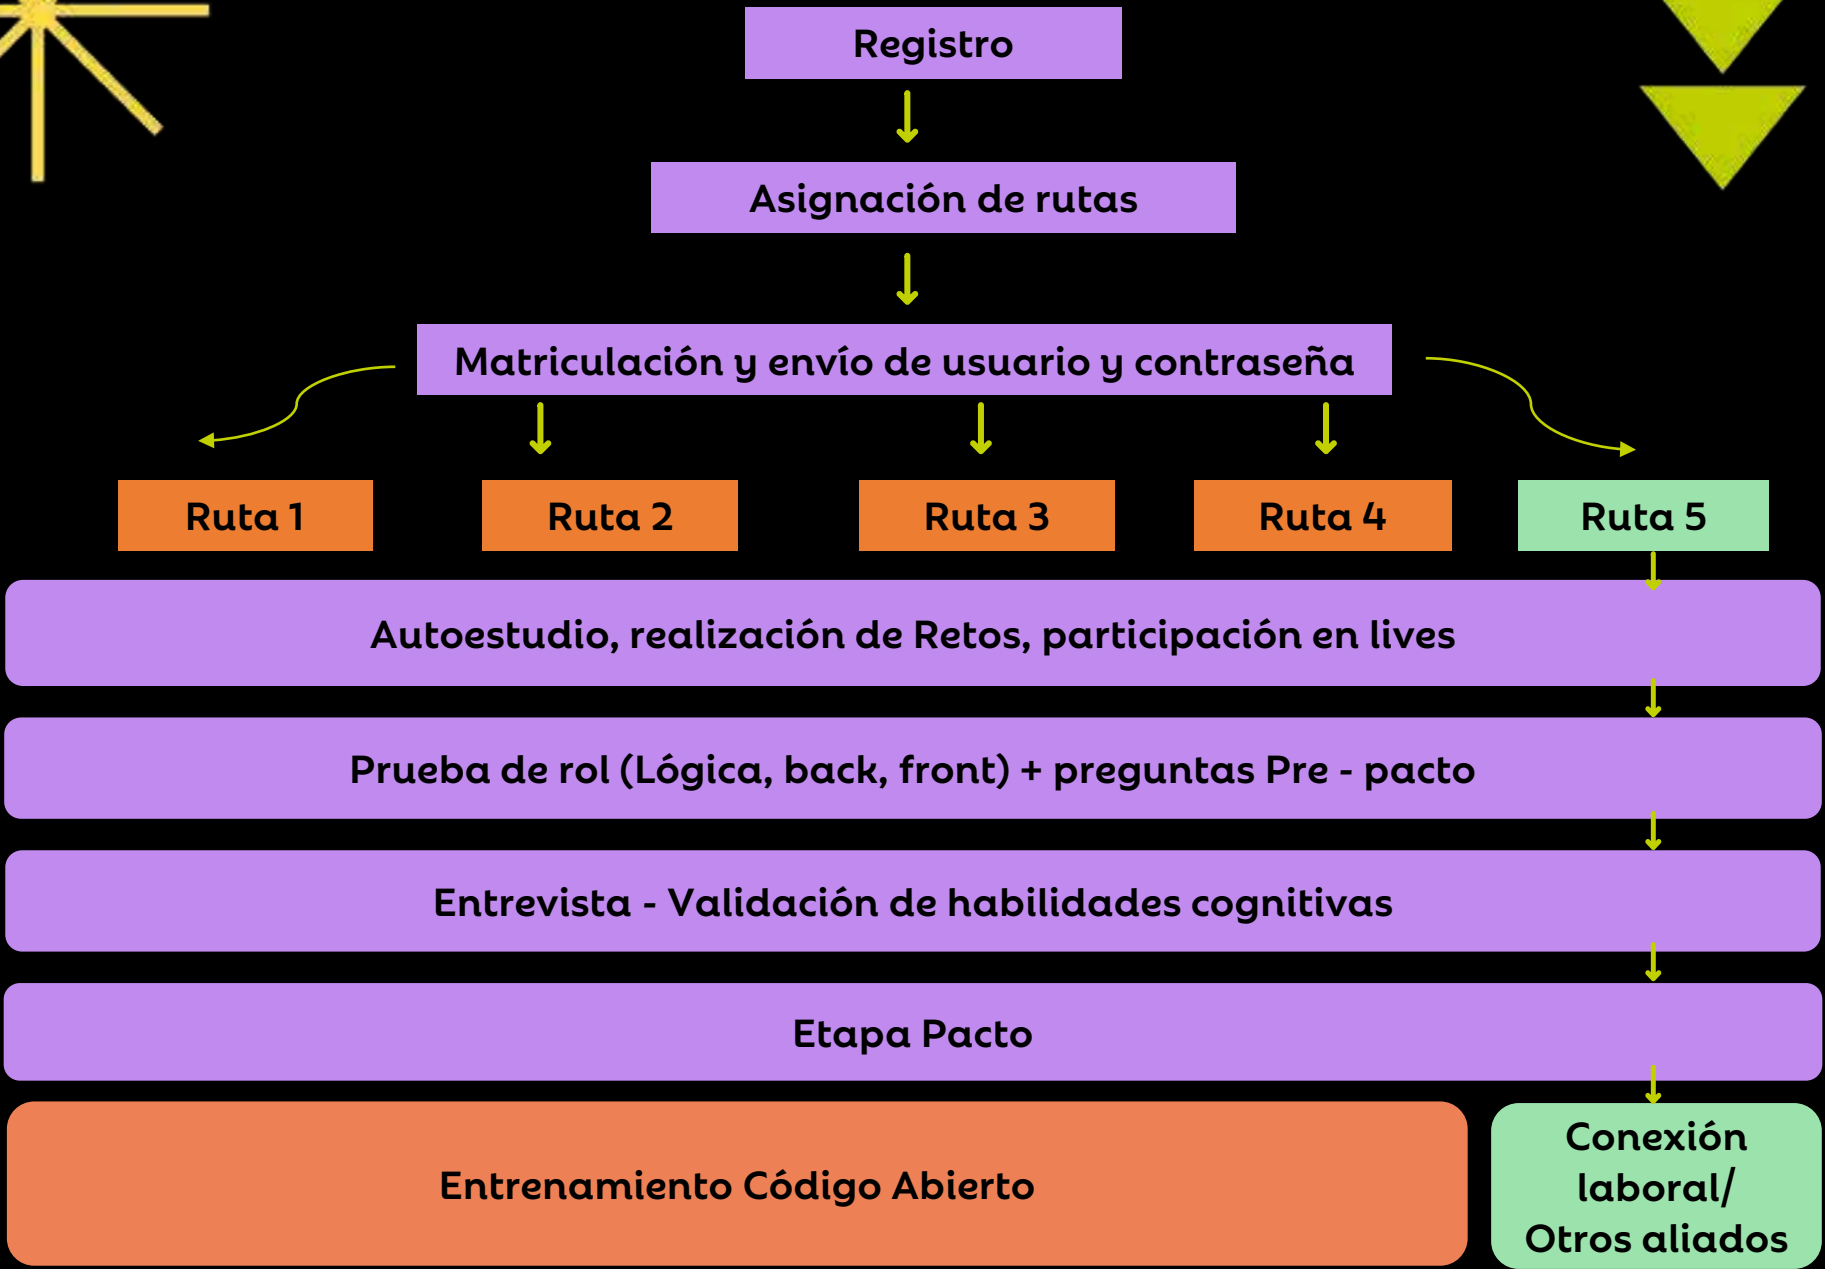 Registro
Asignación de rutas
Matriculación y envío de usuario y contraseña
Ruta 1
Ruta 2
Ruta 3
Ruta 4
Ruta 5
Autoestudio, realización de Retos, participación en lives
Prueba de rol (Lógica, back, front) + preguntas Pre - pacto
Entrevista - Validación de habilidades cognitivas
Etapa Pacto
Entrenamiento Código Abierto
Conexión
laboral/
Otros aliados